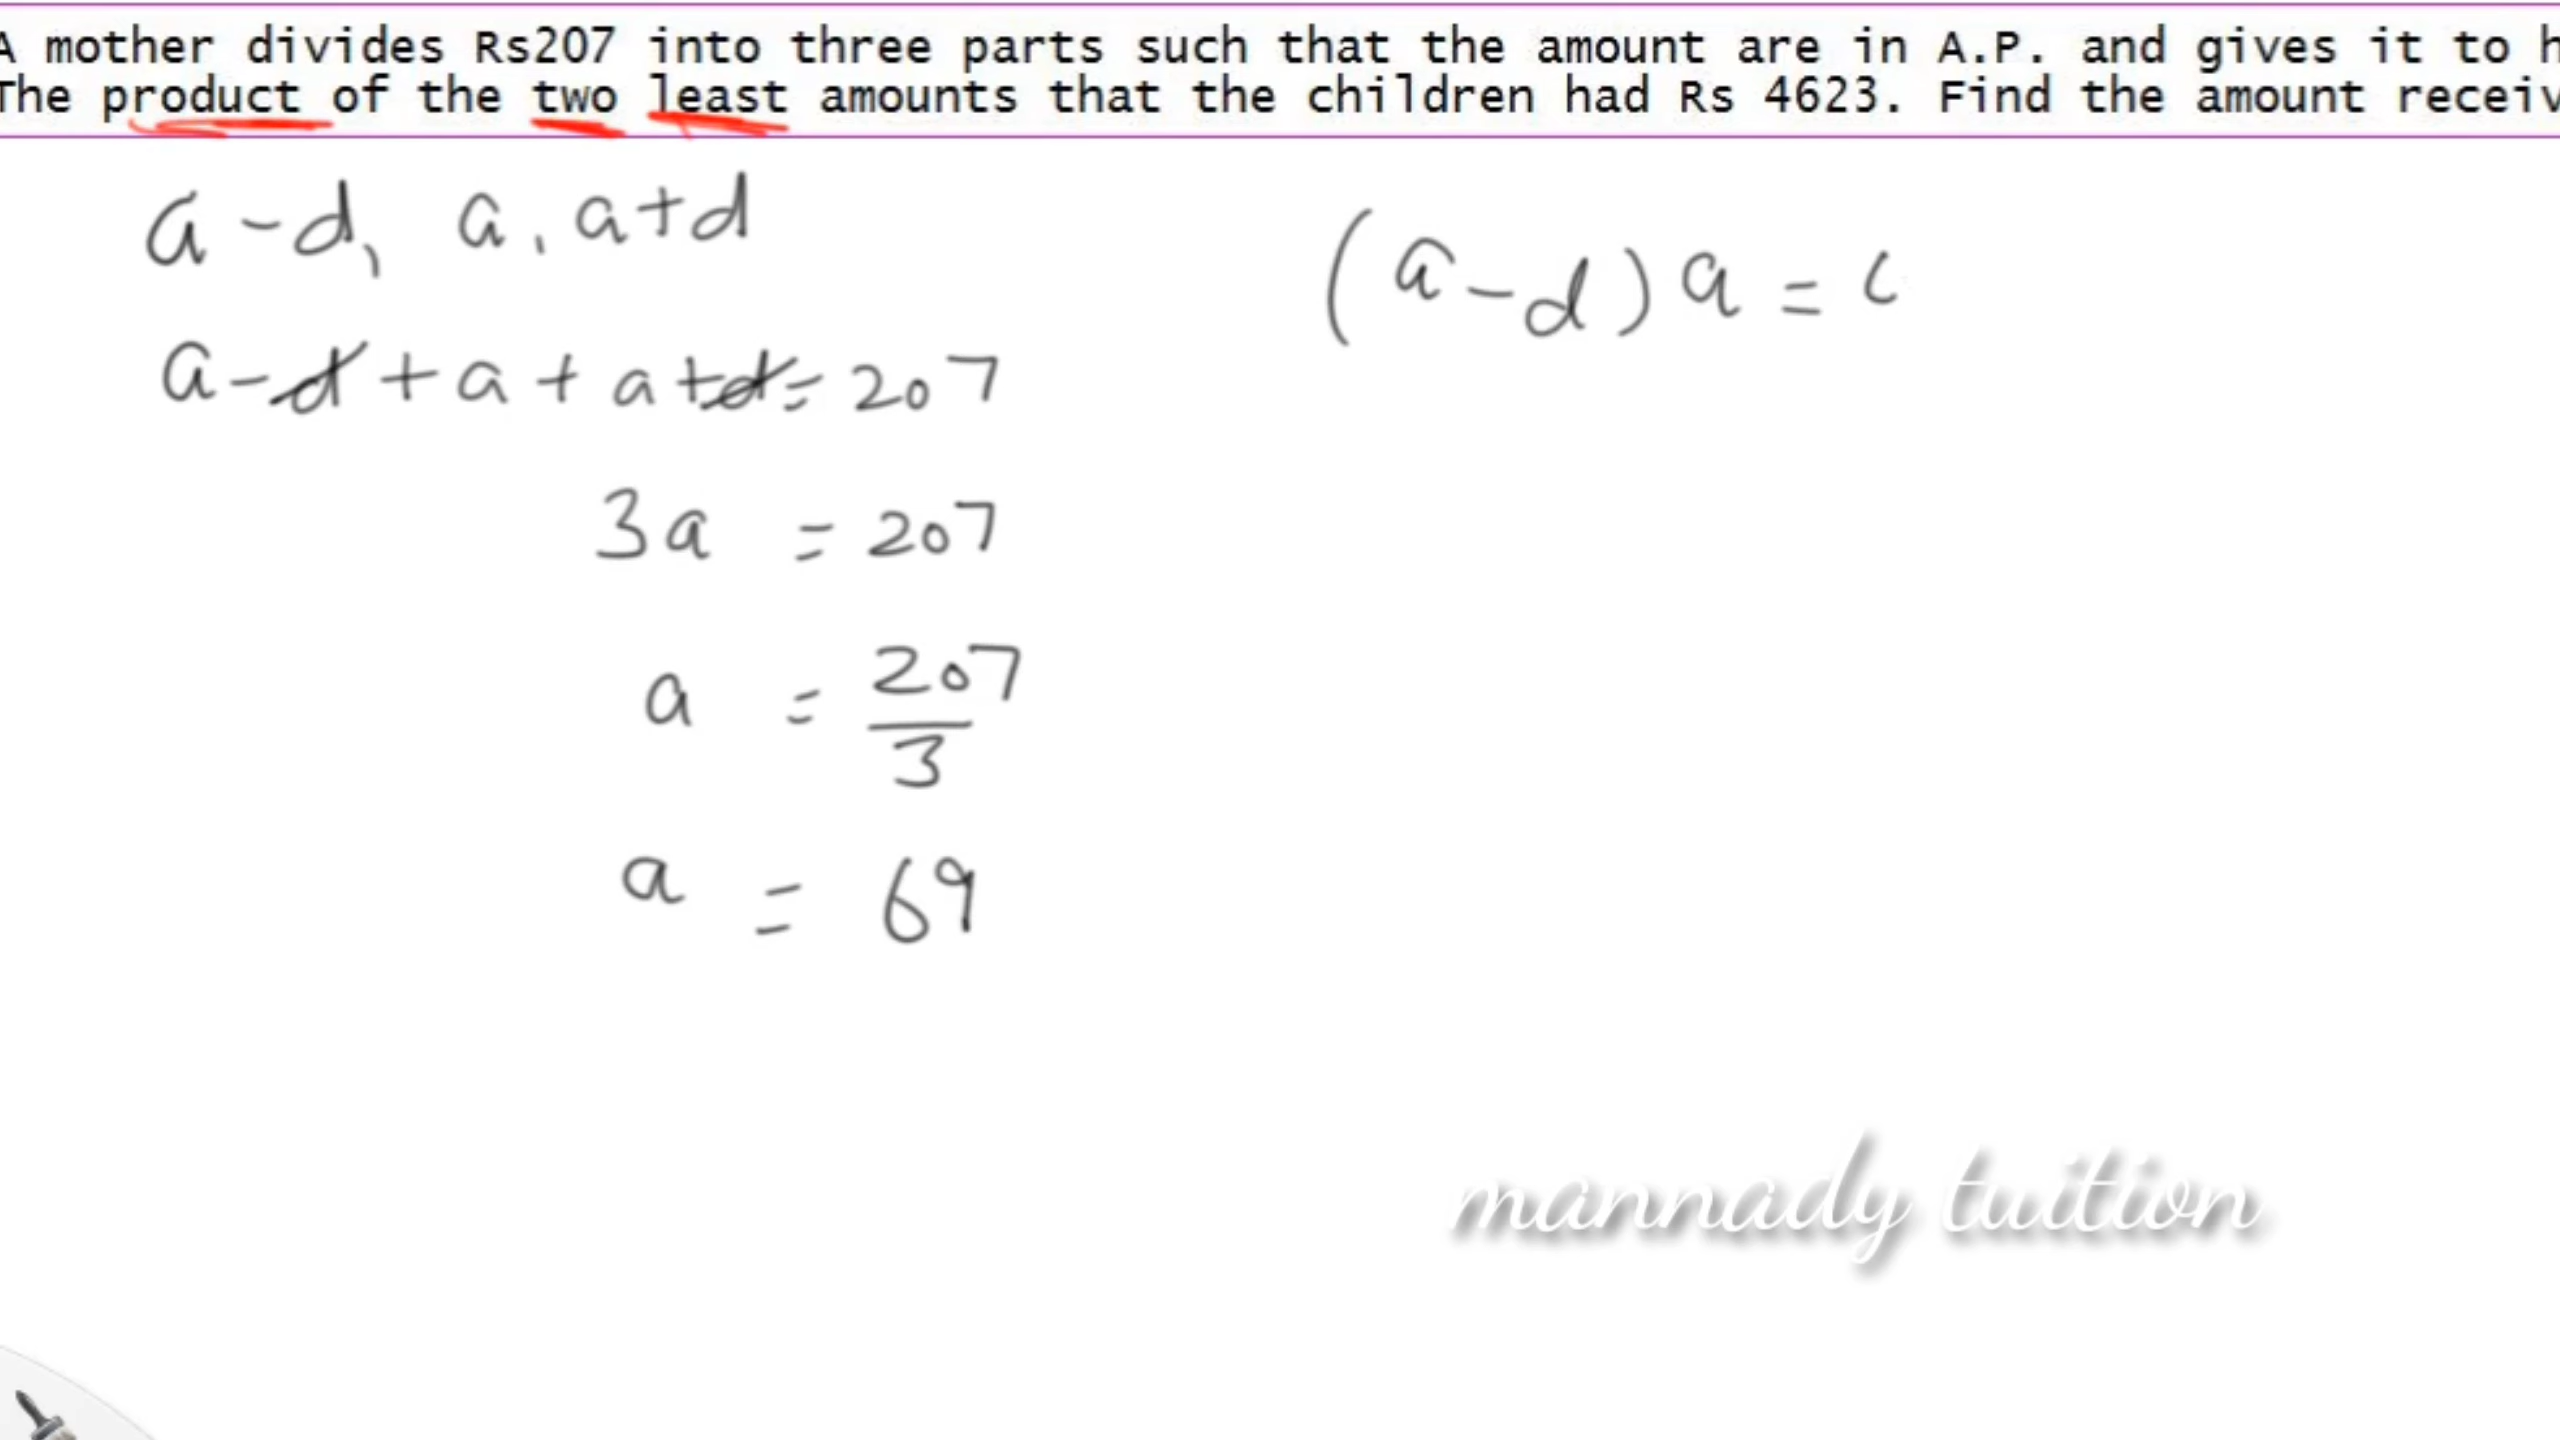 A mother divides Rs207 into three parts such that the amount are in A.P. and gives it to h
The product of the two least amounts that the children had Rs 4623. Find the amount receiv
a - d, a, a + d
a - d + a + a + d = 207
3a = 207
a = 207/3
a = 69
(a - d) a =
mannady tuition